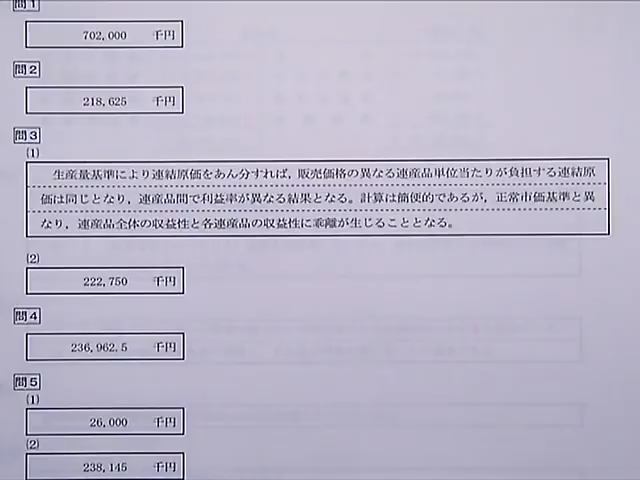 問1
702,000 千円
問2
218,625 千円
問3
(1)
生産量基準により連結原価をあん分すれば，販売価格の異なる連産品単位当たりが負担する連結原
価は同じとなり，連産品間で利益率が異なる結果となる。計算は簡便的であるが，正常市価基準と異
なり，連産品全体の収益性と各連産品の収益性に乖離が生じることとなる。
(2)
222,750 千円
問4
236,962.5 千円
問5
(1)
26,000 千円
(2)
238,145 千円